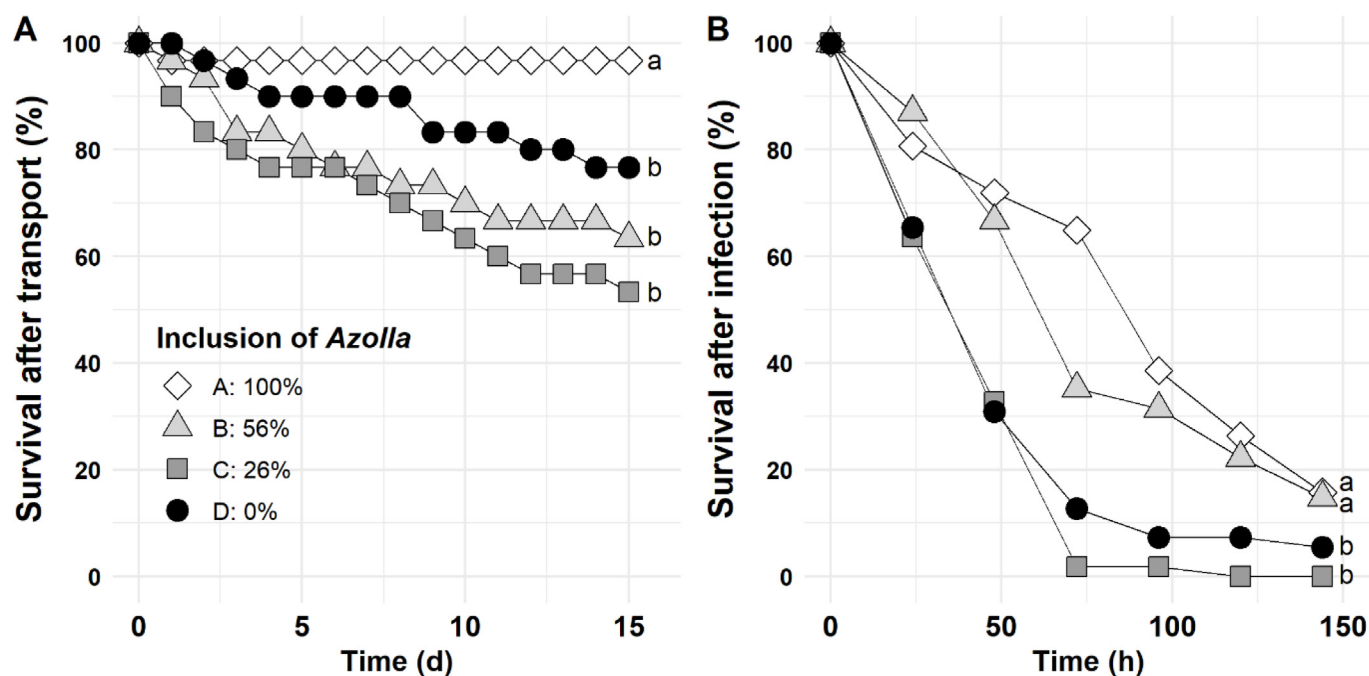 A
Survival after transport (%)
100
80
60
40
20
0
a
b
b
b
Inclusion of Azolla
A: 100%
B: 56%
C: 26%
D: 0%
0 5 10 15
Time (d)
B
Survival after infection (%)
100
80
60
40
20
0
a
a
b
b
0 50 100 150
Time (h)